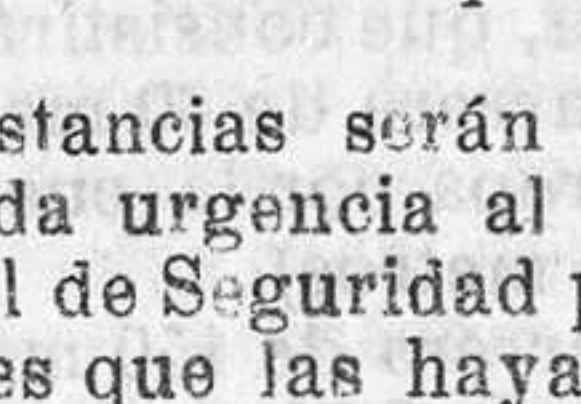 stancias serán
da urgencia al
l de Seguridad
es que las haya